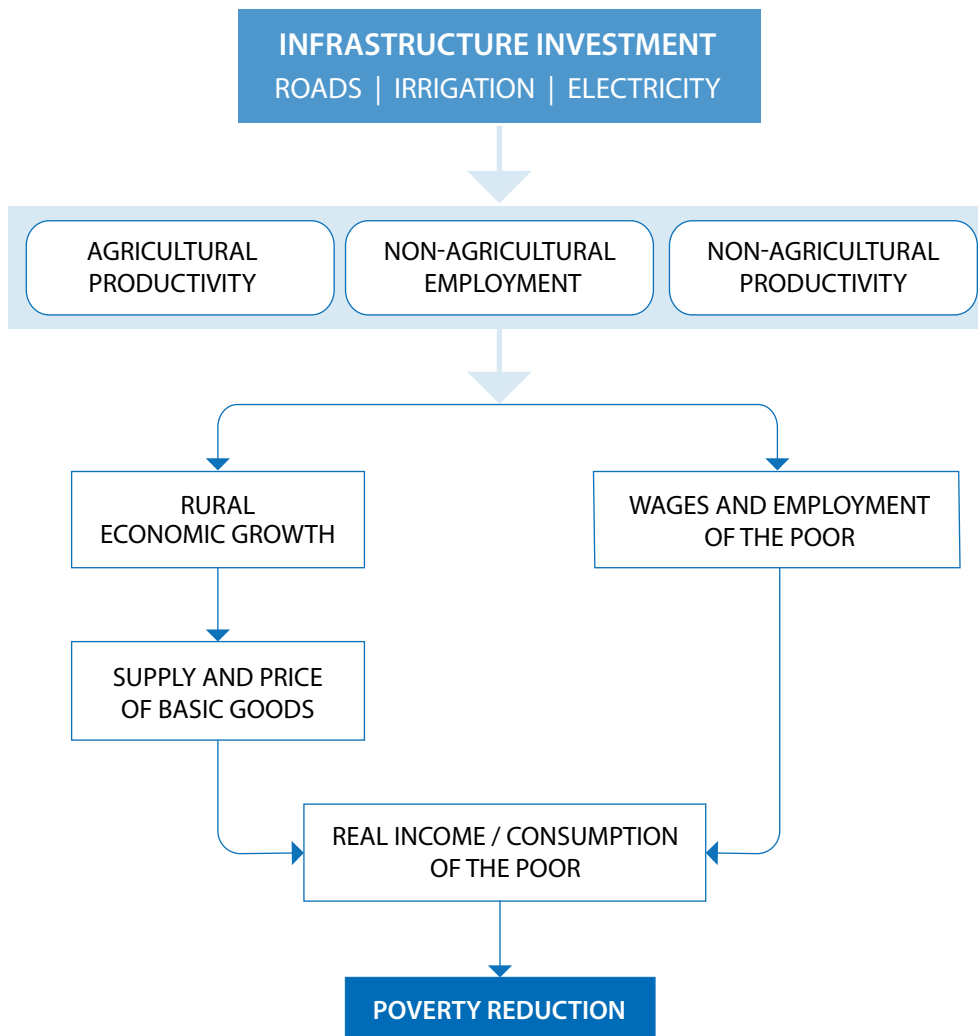 INFRASTRUCTURE INVESTMENT
ROADS | IRRIGATION | ELECTRICITY
AGRICULTURAL
PRODUCTIVITY
NON-AGRICULTURAL
EMPLOYMENT
NON-AGRICULTURAL
PRODUCTIVITY
RURAL
ECONOMIC GROWTH
WAGES AND EMPLOYMENT
OF THE POOR
SUPPLY AND PRICE
OF BASIC GOODS
REAL INCOME / CONSUMPTION
OF THE POOR
POVERTY REDUCTION